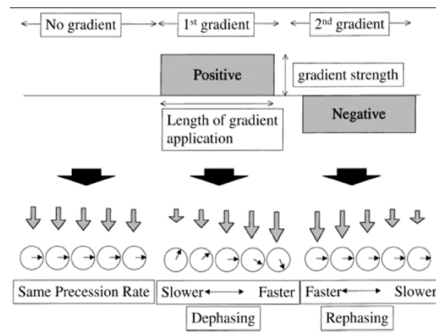 No gradient
1st gradient
2nd gradient
Positive
gradient strength
Length of gradient
application
Negative
Same Precession Rate
Slower
Faster
Faster
Slower
Dephasing
Rephasing